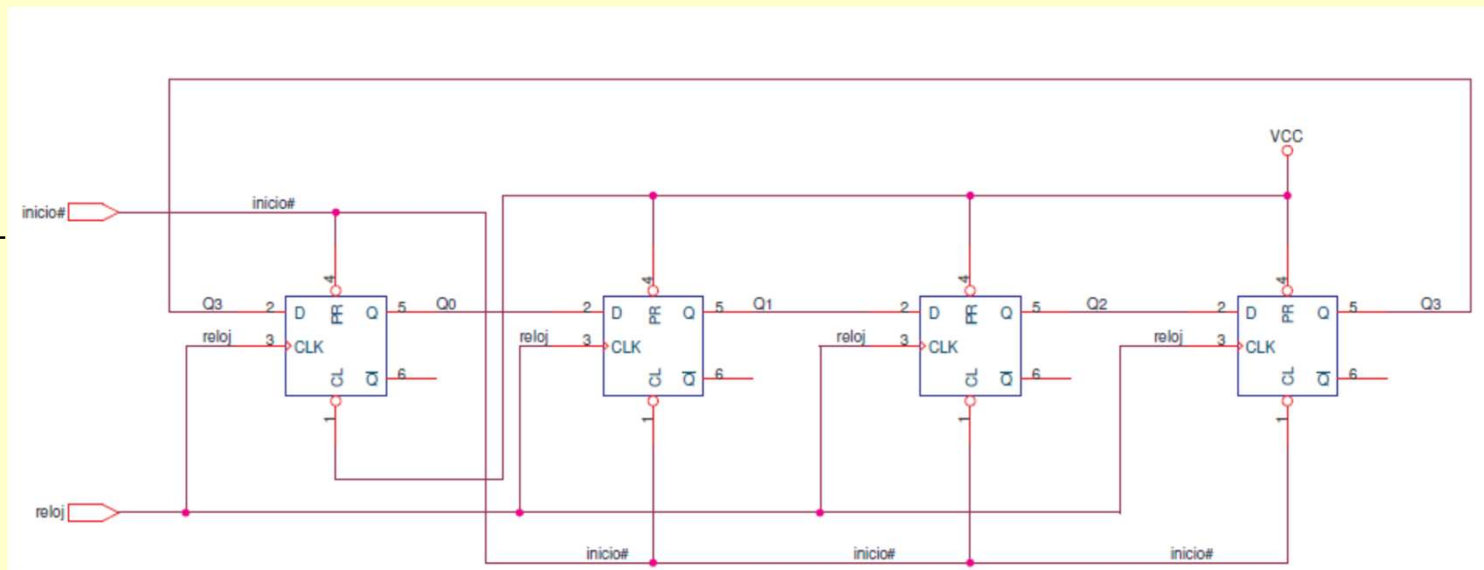 VCC
inicio# inicio#
4 4 4 4
Q3 2 D PR Q 5 Q0 2 D PR Q 5 Q1 2 D PR Q 5 Q2 2 D PR Q 5 Q3
reloj 3 CLK reloj 3 CLK reloj 3 CLK reloj 3 CLK
CL Q 6 CL Q 6 CL Q 6 CL Q 6
1 1 1 1
reloj
inicio# inicio# inicio#